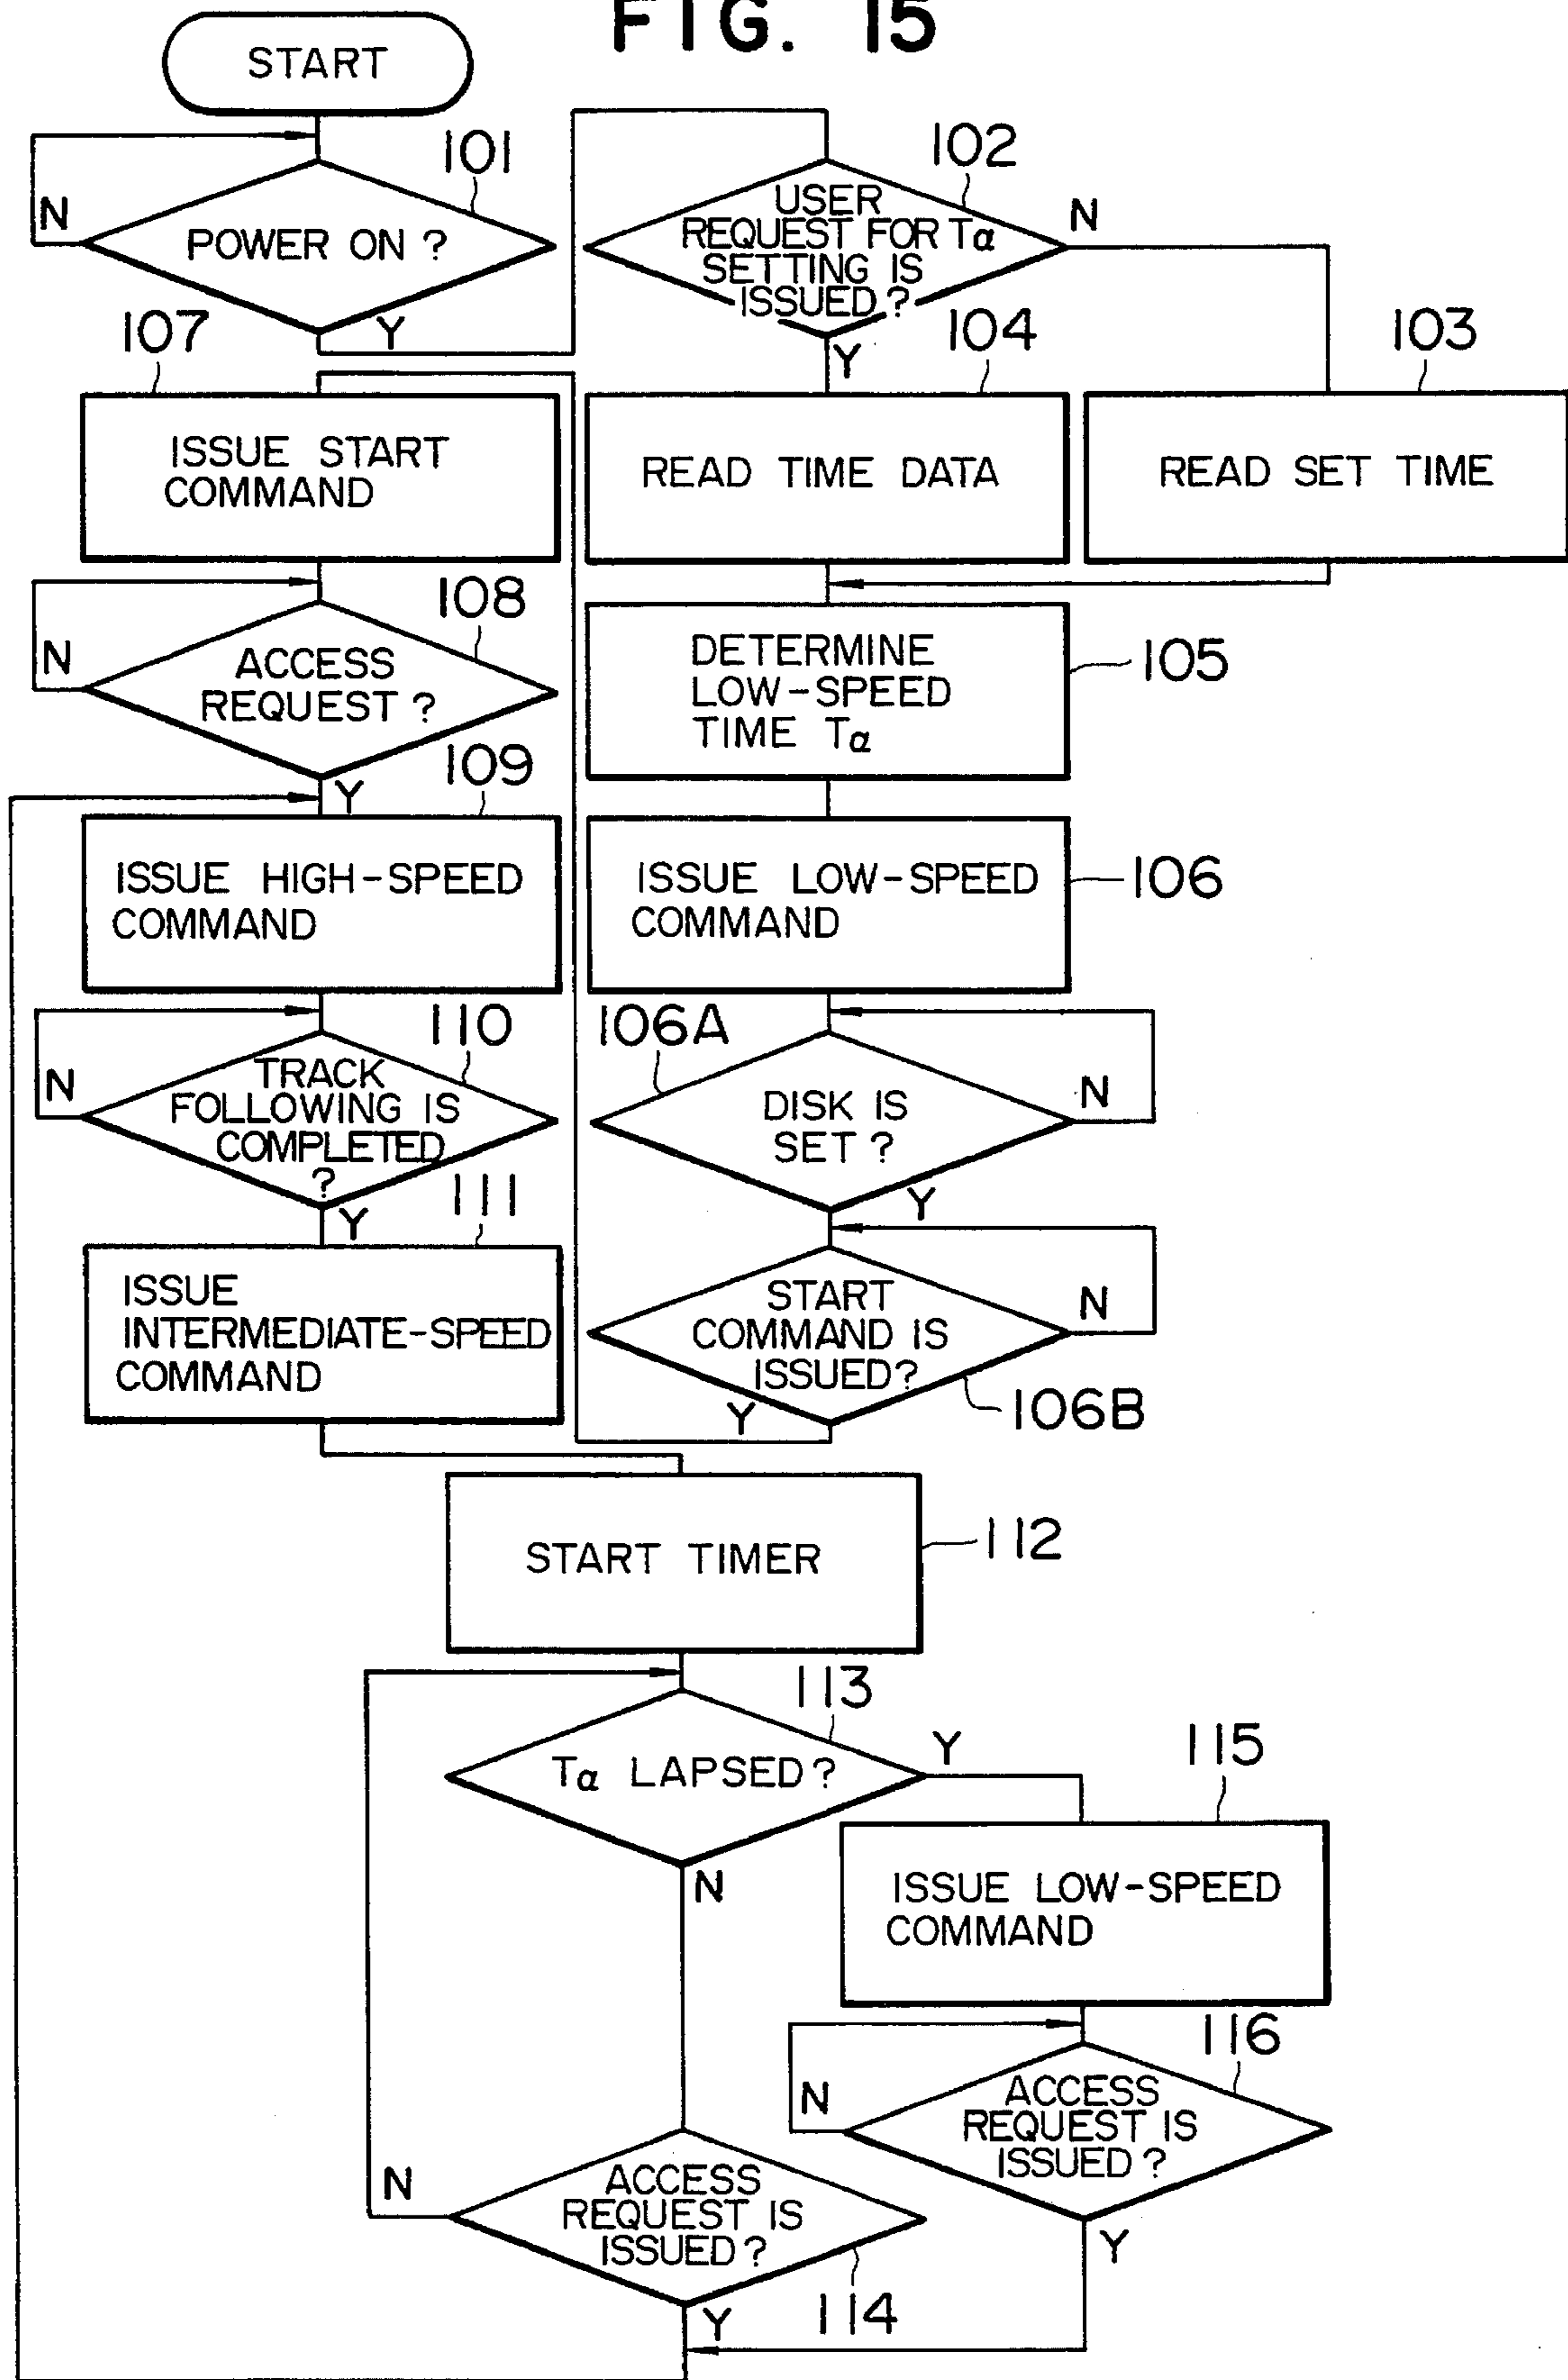 FIG. 15
START
101
N
POWER ON ?
Y
102
USER
REQUEST FOR Tα
SETTING IS
ISSUED ?
N
Y
107
ISSUE START
COMMAND
104
READ TIME DATA
103
READ SET TIME
108
N
ACCESS
REQUEST ?
Y
DETERMINE
LOW-SPEED
TIME Tα
105
109
ISSUE HIGH-SPEED
COMMAND
ISSUE LOW-SPEED
COMMAND
106
110
N
TRACK
FOLLOWING IS
COMPLETED
?
Y
106A
DISK IS
SET ?
N
Y
111
ISSUE
INTERMEDIATE-SPEED
COMMAND
START
COMMAND IS
ISSUED?
N
Y
106B
START TIMER
112
113
Tα LAPSED ?
Y
N
115
ISSUE LOW-SPEED
COMMAND
116
N
ACCESS
REQUEST IS
ISSUED ?
Y
N
ACCESS
REQUEST IS
ISSUED ?
Y
114